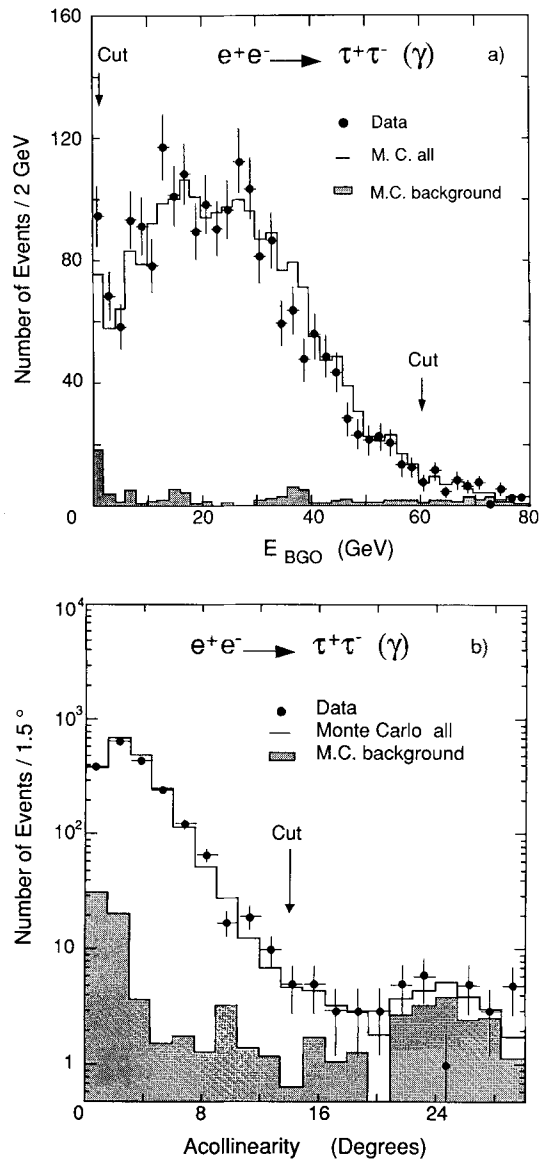 160
Cut
e+e- → τ+τ- (γ)
a)
Data
M. C. all
M.C. background
120
80
40
0
Cut
Number of Events / 2 GeV
0 20 40 60 80
E BGO (GeV)
10^4
e+e- → τ+τ- (γ)
b)
Data
Monte Carlo all
M.C. background
10^3
10^2
10
1
Cut
Number of Events / 1.5 °
0 8 16 24
Acollinearity (Degrees)